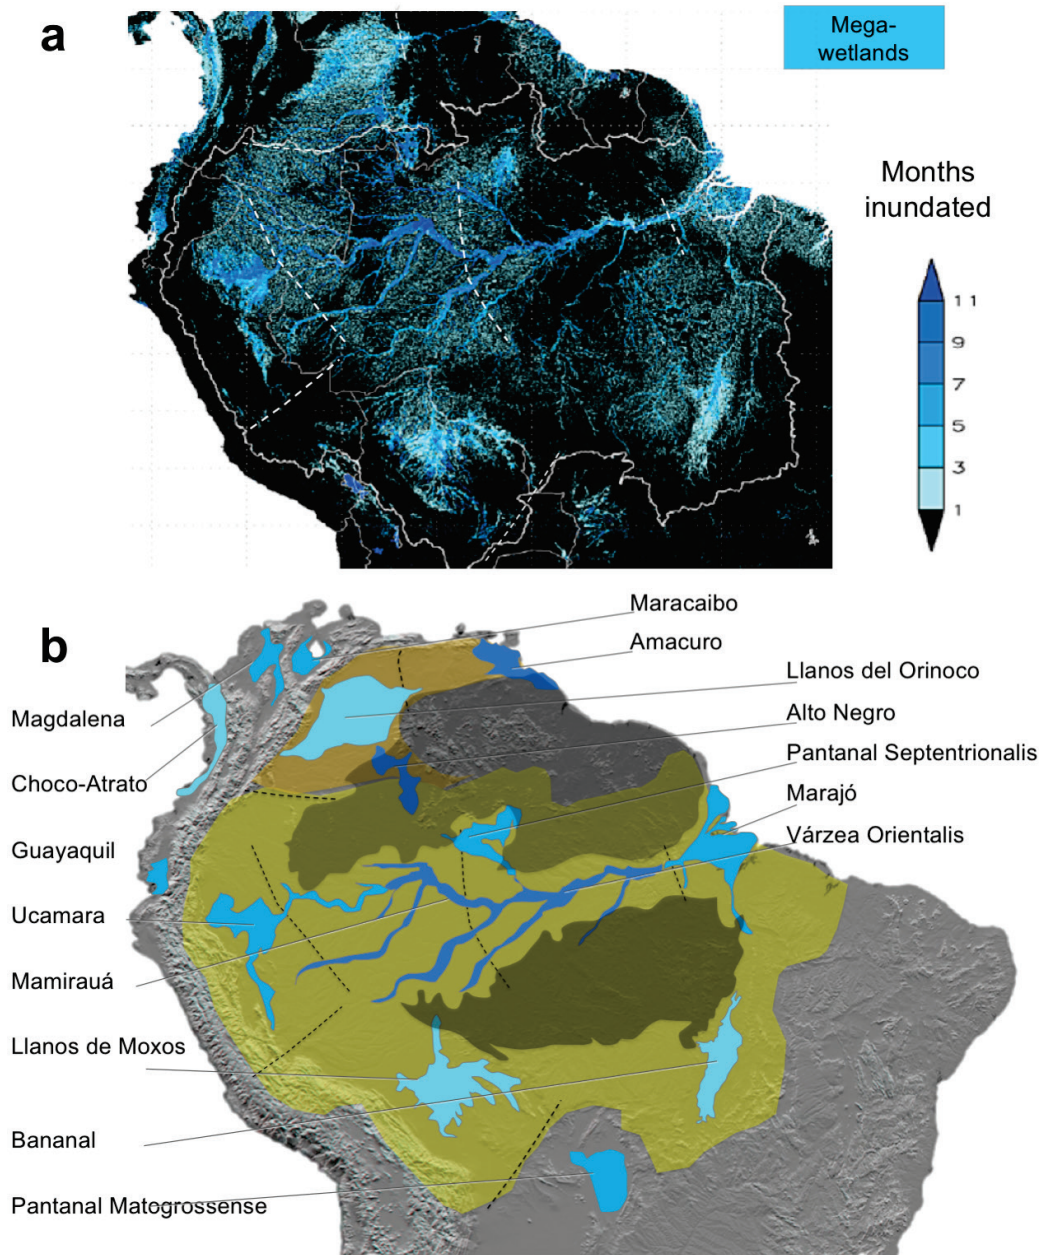 a
Mega-
wetlands
Months
inundated
11
9
7
5
3
1
b
Maracaibo
Amacuro
Llanos del Orinoco
Alto Negro
Pantanal Septentrionalis
Marajó
Várzea Orientalis
Magdalena
Choco-Atrato
Guayaquil
Ucamara
Mamirauá
Llanos de Moxos
Bananal
Pantanal Matogrossense